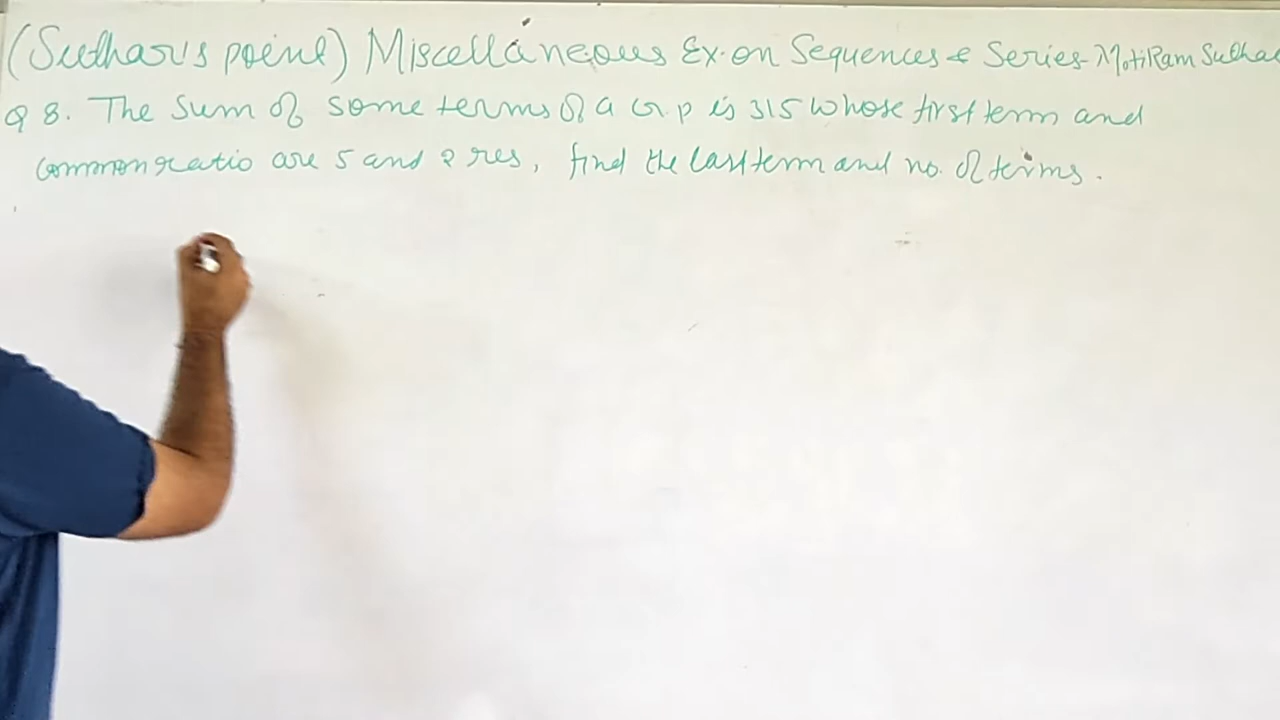 (Suthar's point) Miscellaneous Ex. on Sequences & Series - MotiRam Suthar
Q 8. The Sum of some terms of a G.p is 315 whose first term and
common ratio are 5 and 2 res, find the last term and no. of terms.